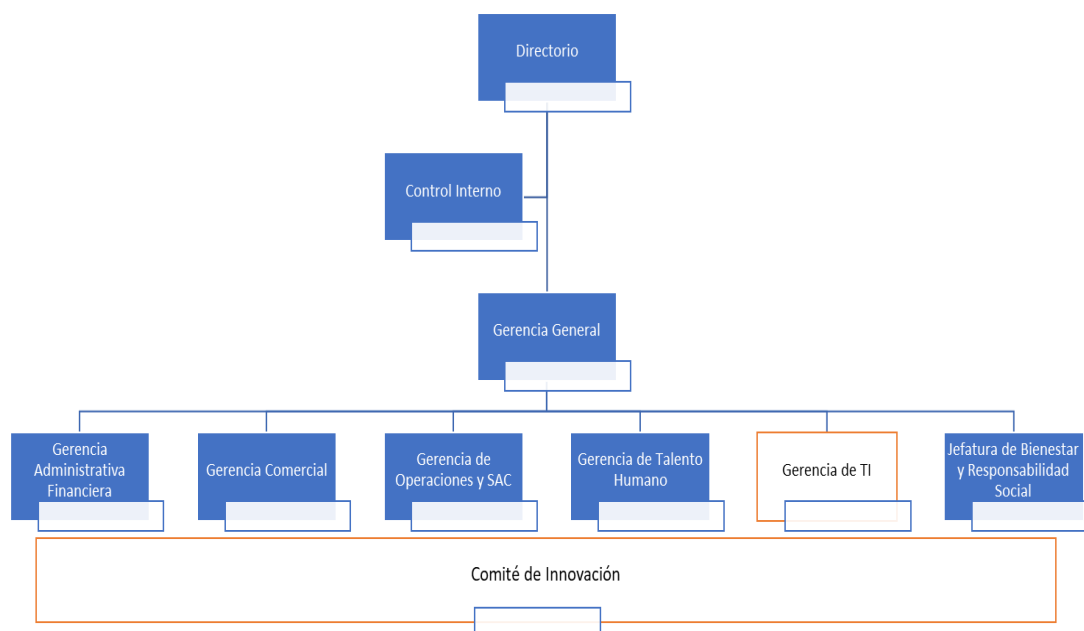 Directorio
Control Interno
Gerencia General
Gerencia
Administrativa
Financiera
Gerencia Comercial
Gerencia de
Operaciones y SAC
Gerencia de Talento
Humano
Gerencia de TI
Jefatura de Bienestar
y Responsabilidad
Social
Comité de Innovación